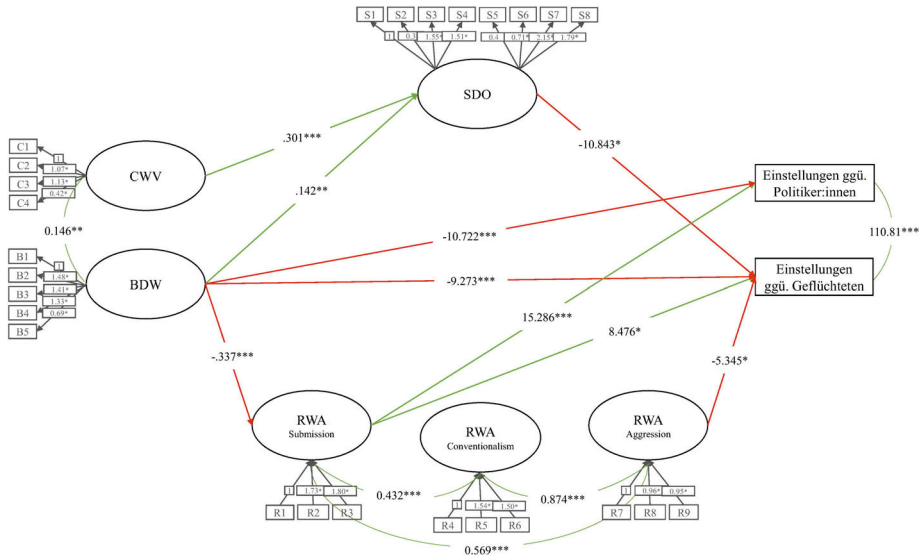 S1 S2 S3 S4 S5 S6 S7 S8
1 0.3 1.55* 1.51* 0.4 0.71* 2.15* 1.79*
SDO
.301***
-10.843*
C1
C2
C3
C4
1
1.07*
1.13*
0.42*
CWV
.142**
Einstellungen ggü.
Politiker:innen
0.146**
-10.722***
110.81***
B1
B2
B3
B4
B5
1
1.48*
1.41*
1.33*
0.69*
BDW
-9.273***
Einstellungen
ggü. Geflüchteten
15.286***
8.476*
-.337***
-5.345*
RWA
Submission
RWA
Conventionalism
RWA
Aggression
0.432***
0.874***
1 1.73* 1.80*
1 1.54* 1.50*
1 0.96* 0.95*
R1 R2 R3
R4 R5 R6
R7 R8 R9
0.569***